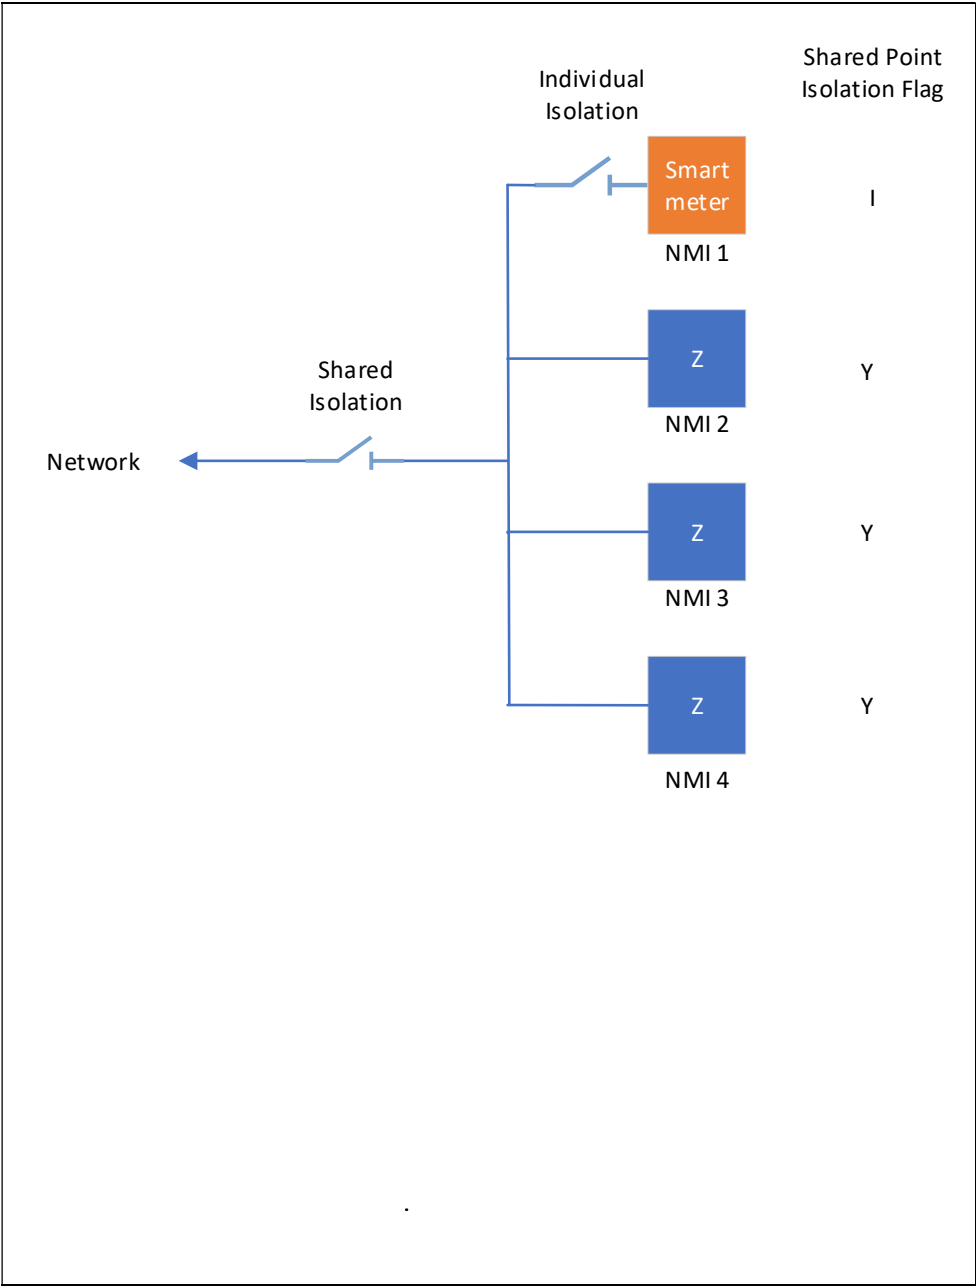 Shared Point
Isolation Flag
Individual
Isolation
Smart
meter
I
NMI 1
Z
Y
NMI 2
Shared
Isolation
Network
Z
Y
NMI 3
Z
Y
NMI 4
.